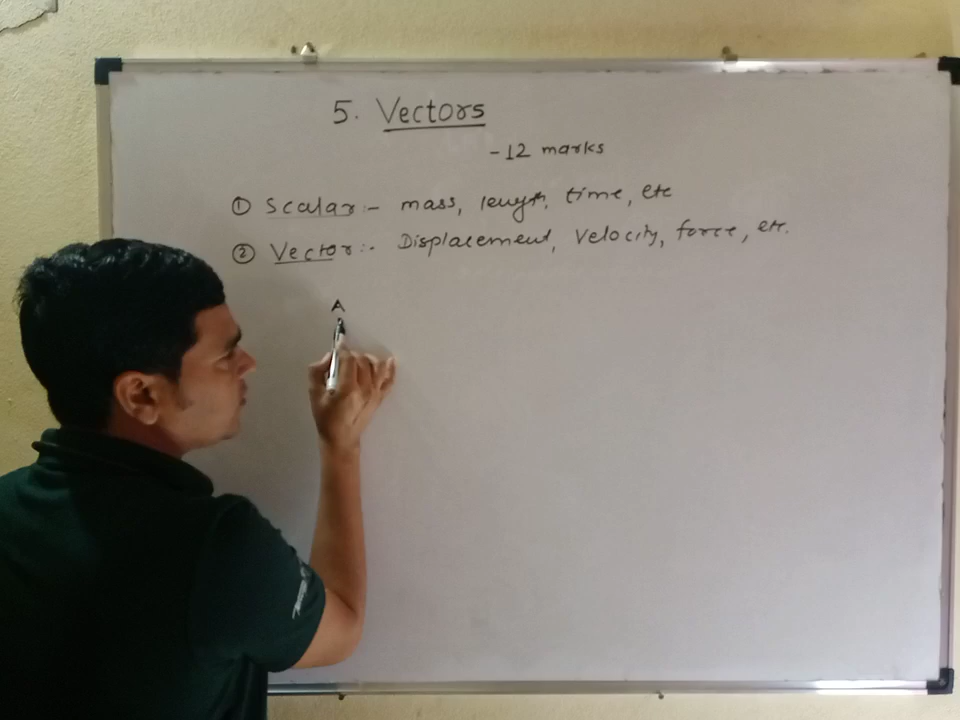 5. Vectors
- 12 marks
① Scalar :- mass, length, time, etc
② Vector :- Displacement, Velocity, force, etc.
A